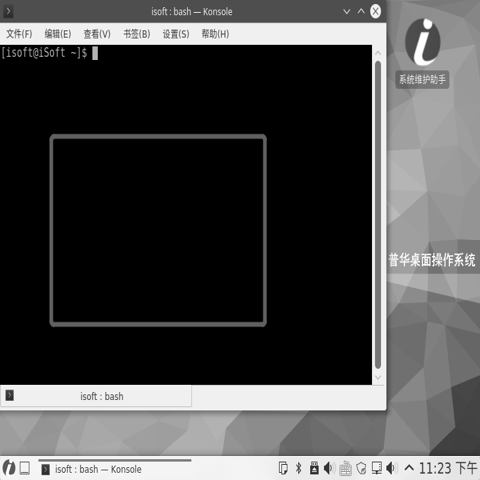 isoft : bash — Konsole
文件(F) 编辑(E) 查看(V) 书签(B) 设置(S) 帮助(H)
[isoft@iSoft ~]$
系统维护助手
普华桌面操作系统
isoft : bash
isoft : bash — Konsole
11:23 下午